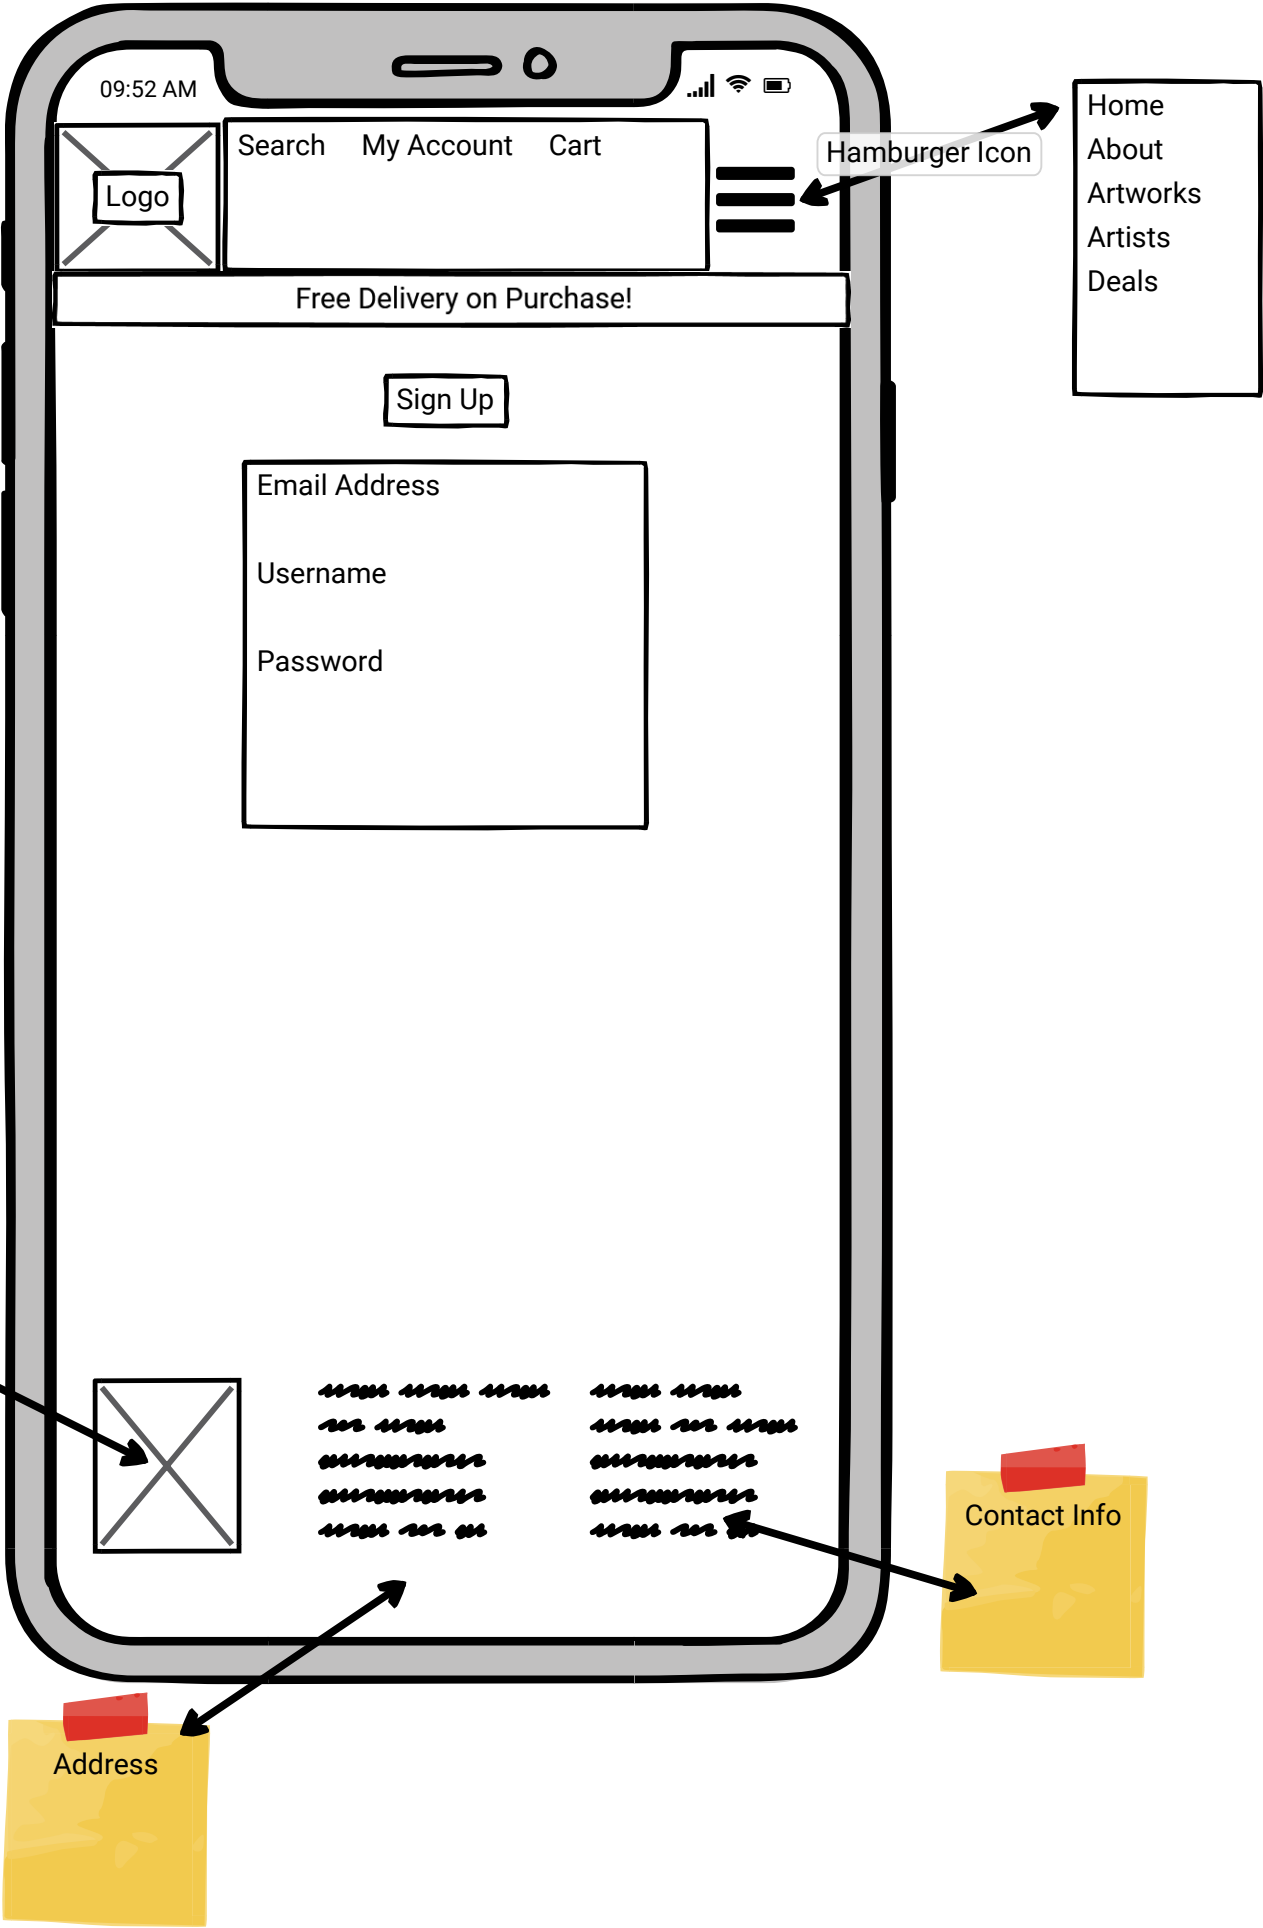 09:52 AM
Logo
Search My Account Cart
Hamburger Icon
Home
About
Artworks
Artists
Deals
Free Delivery on Purchase!
Sign Up
Email Address
Username
Password
Contact Info
Address